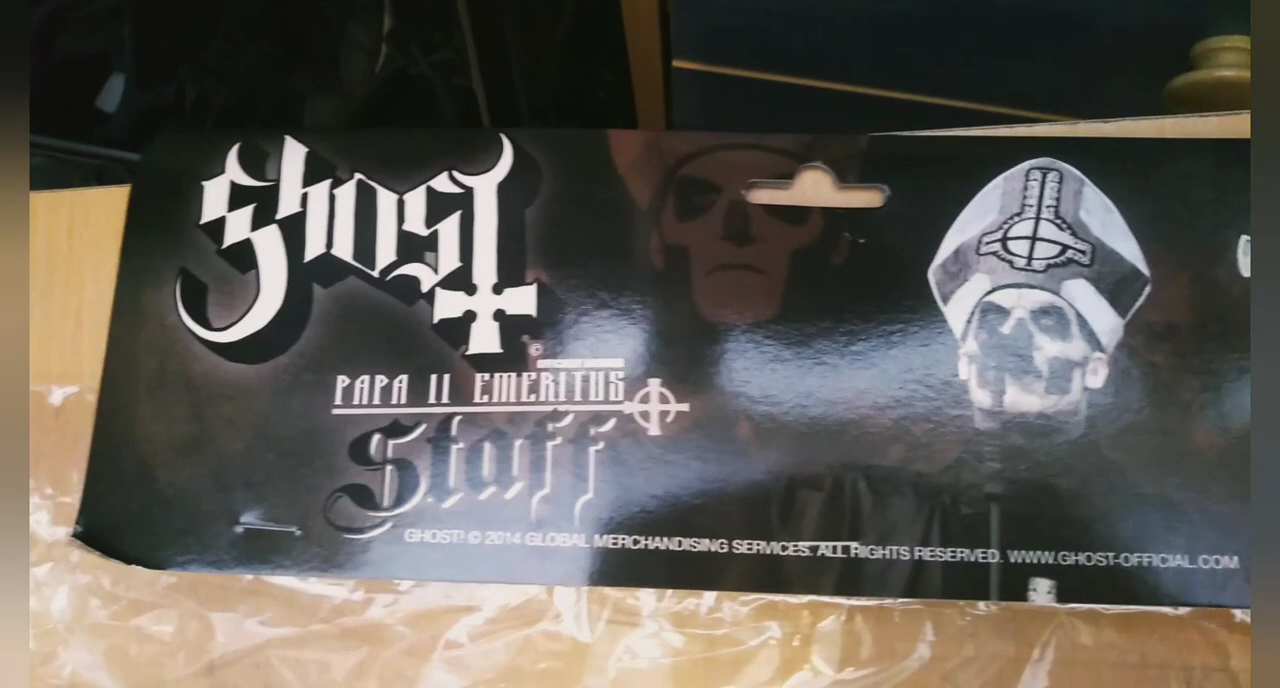 Ghost
©
PAPA II EMERITUS
Staff
GHOST! © 2014 GLOBAL MERCHANDISING SERVICES. ALL RIGHTS RESERVED. WWW.GHOST-OFFICIAL.COM